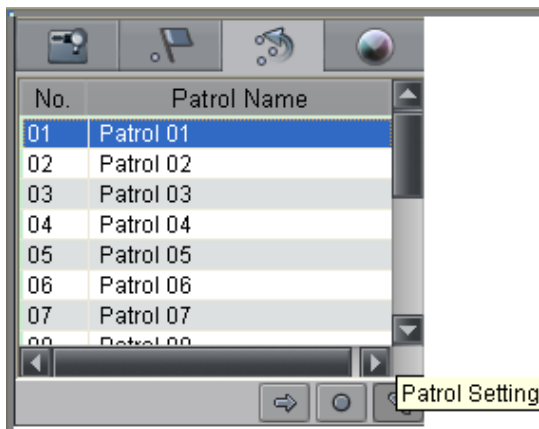 No. Patrol Name
01 Patrol 01
02 Patrol 02
03 Patrol 03
04 Patrol 04
05 Patrol 05
06 Patrol 06
07 Patrol 07
Patrol Setting